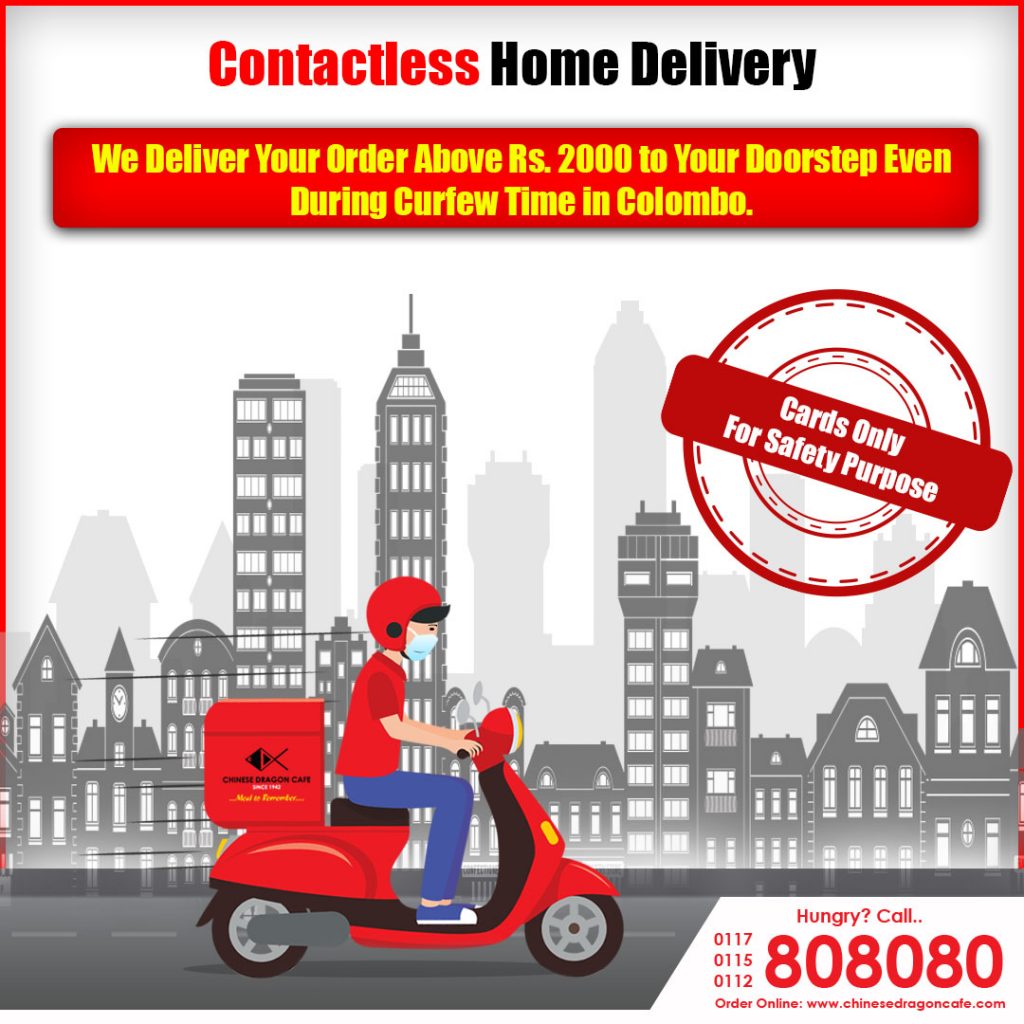 Contactless Home Delivery
We Deliver Your Order Above Rs. 2000 to Your Doorstep Even
During Curfew Time in Colombo.
Cards Only
For Safety Purpose
CHINESE DRAGON CAFE
SINCE 1942
...Meal to Remember...
Hungry? Call..
0117
0115
0112
808080
Order Online: www.chinesedragoncafe.com